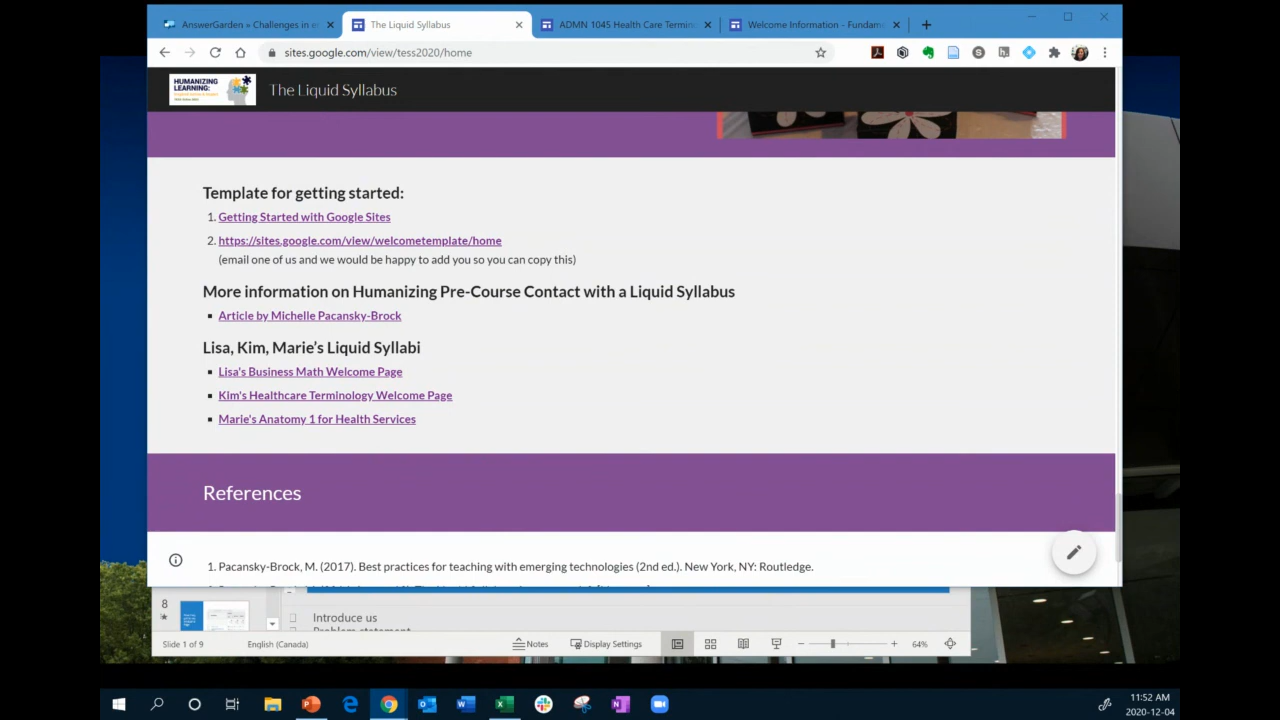 AnswerGarden » Challenges in e
The Liquid Syllabus
ADMN 1045 Health Care Termin
Welcome Information - Fundam
sites.google.com/view/tess2020/home
HUMANIZING
LEARNING:
The Liquid Syllabus
Template for getting started:
1. Getting Started with Google Sites
2. https://sites.google.com/view/welcometemplate/home
(email one of us and we would be happy to add you so you can copy this)
More information on Humanizing Pre-Course Contact with a Liquid Syllabus
Article by Michelle Pacansky-Brock
Lisa, Kim, Marie's Liquid Syllabi
Lisa's Business Math Welcome Page
Kim's Healthcare Terminology Welcome Page
Marie's Anatomy 1 for Health Services
References
1. Pacansky-Brock, M. (2017). Best practices for teaching with emerging technologies (2nd ed.). New York, NY: Routledge.
8
Introduce us
Problem statement
Slide 1 of 9
English (Canada)
Notes
Display Settings
64%
11:52 AM
2020-12-04